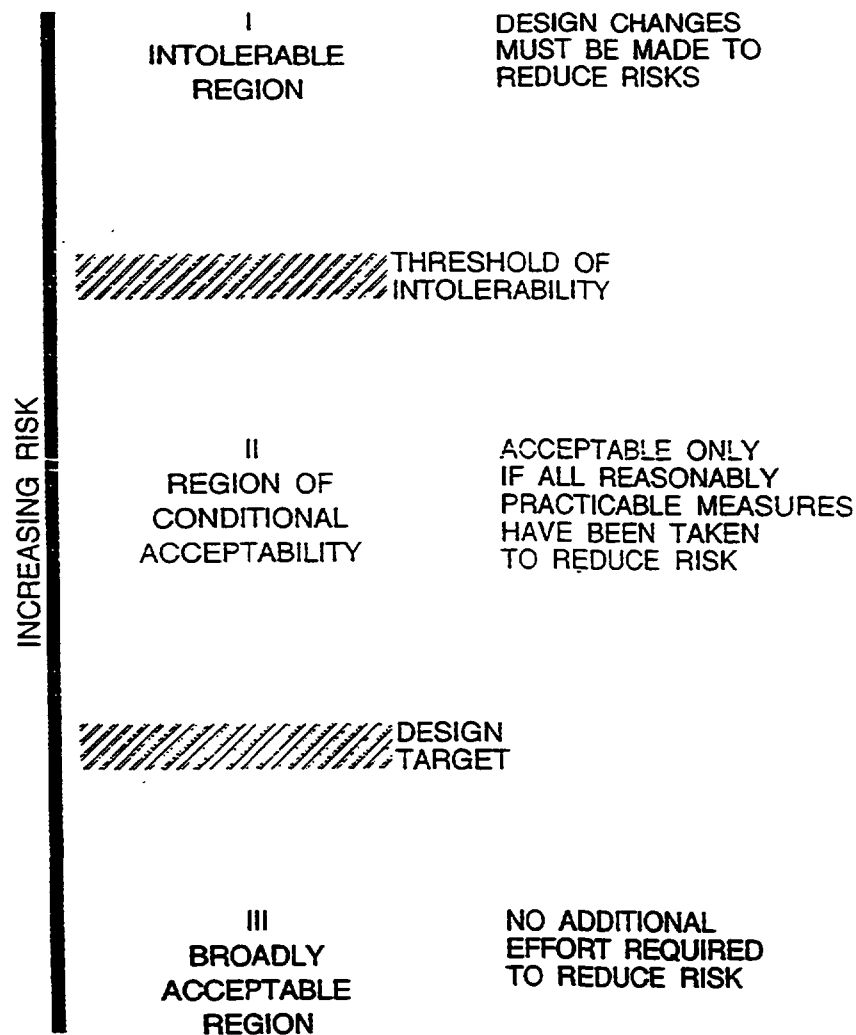 I
INTOLERABLE
REGION
DESIGN CHANGES
MUST BE MADE TO
REDUCE RISKS
THRESHOLD OF
INTOLERABILITY
INCREASING RISK
II
REGION OF
CONDITIONAL
ACCEPTABILITY
ACCEPTABLE ONLY
IF ALL REASONABLY
PRACTICABLE MEASURES
HAVE BEEN TAKEN
TO REDUCE RISK
DESIGN
TARGET
III
BROADLY
ACCEPTABLE
REGION
NO ADDITIONAL
EFFORT REQUIRED
TO REDUCE RISK